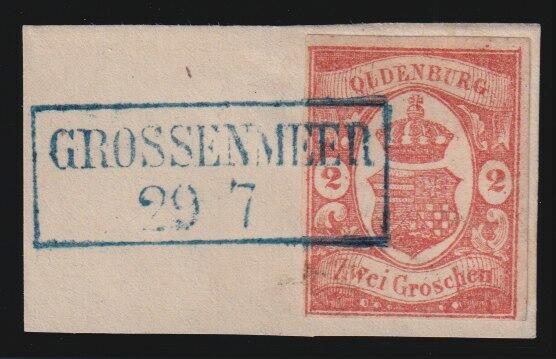 GROSSENMEER
29 7
OLDENBURG
2 2
Zwei Groschen